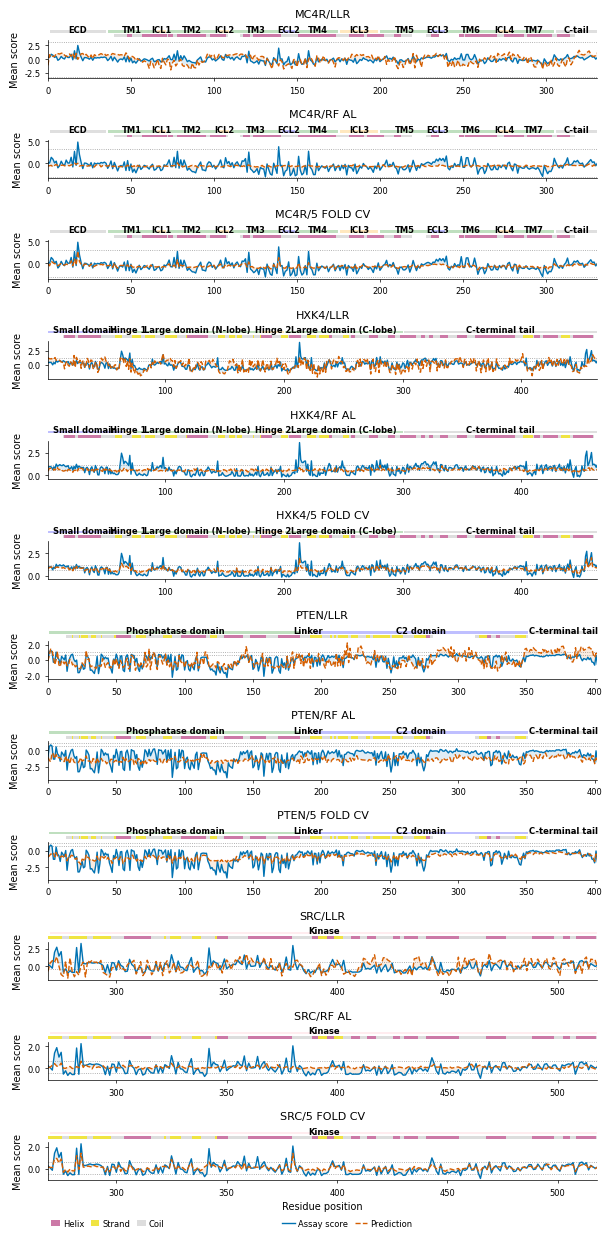 MC4R/LLR
ECD TM1 ICL1 TM2 ICL2 TM3 ECL2 TM4 ICL3 TM5 ECL3 TM6 ICL4 TM7 C-tail
Mean score
2.5
0.0
-2.5
0 50 100 150 200 250 300
MC4R/RF AL
ECD TM1 ICL1 TM2 ICL2 TM3 ECL2 TM4 ICL3 TM5 ECL3 TM6 ICL4 TM7 C-tail
Mean score
5.0
0.0
0 50 100 150 200 250 300
MC4R/5 FOLD CV
ECD TM1 ICL1 TM2 ICL2 TM3 ECL2 TM4 ICL3 TM5 ECL3 TM6 ICL4 TM7 C-tail
Mean score
5.0
0.0
0 50 100 150 200 250 300
HXK4/LLR
Small domain Hinge 1 Large domain (N-lobe) Hinge 2 Large domain (C-lobe) C-terminal tail
Mean score
2.5
0.0
100 200 300 400
HXK4/RF AL
Small domain Hinge 1 Large domain (N-lobe) Hinge 2 Large domain (C-lobe) C-terminal tail
Mean score
2.5
0.0
100 200 300 400
HXK4/5 FOLD CV
Small domain Hinge 1 Large domain (N-lobe) Hinge 2 Large domain (C-lobe) C-terminal tail
Mean score
2.5
0.0
100 200 300 400
PTEN/LLR
Phosphatase domain Linker C2 domain C-terminal tail
Mean score
2.0
0.0
-2.0
0 50 100 150 200 250 300 350 400
PTEN/RF AL
Phosphatase domain Linker C2 domain C-terminal tail
Mean score
0.0
-2.5
0 50 100 150 200 250 300 350 400
PTEN/5 FOLD CV
Phosphatase domain Linker C2 domain C-terminal tail
Mean score
0.0
-2.5
0 50 100 150 200 250 300 350 400
SRC/LLR
Kinase
Mean score
2.5
0.0
300 350 400 450 500
SRC/RF AL
Kinase
Mean score
2.0
0.0
300 350 400 450 500
SRC/5 FOLD CV
Kinase
Mean score
2.0
0.0
300 350 400 450 500
Residue position
Helix Strand Coil Assay score Prediction